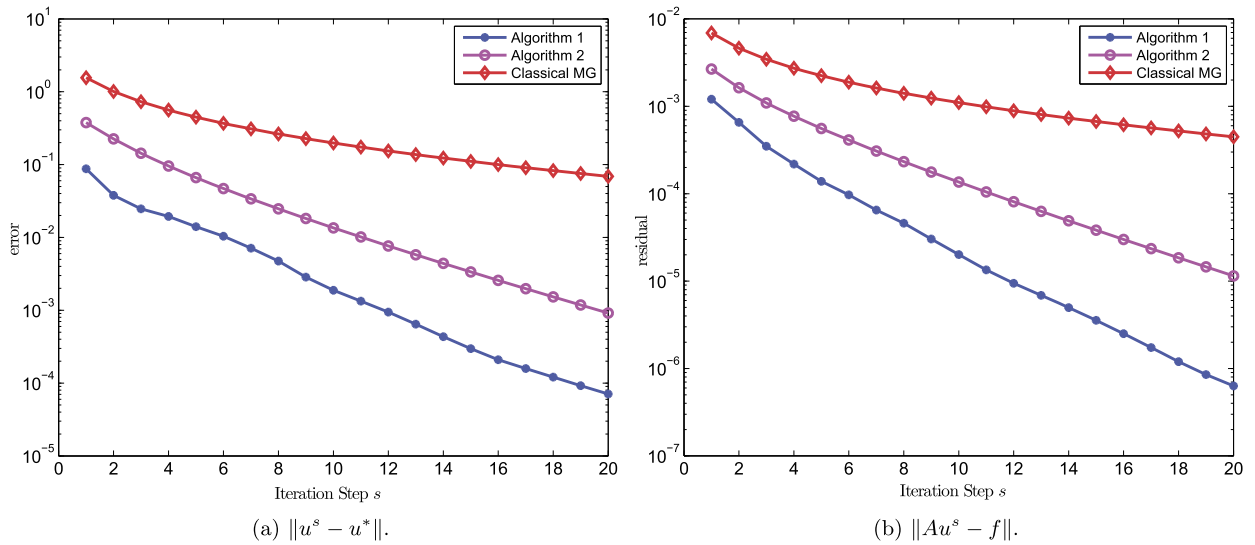 Algorithm 1
Algorithm 2
Classical MG
10^1
10^0
10^-1
10^-2
10^-3
10^-4
10^-5
error
0 2 4 6 8 10 12 14 16 18 20
Iteration Step s
(a) ‖u^s − u^*‖.
Algorithm 1
Algorithm 2
Classical MG
10^-2
10^-3
10^-4
10^-5
10^-6
10^-7
residual
0 2 4 6 8 10 12 14 16 18 20
Iteration Step s
(b) ‖Au^s − f‖.